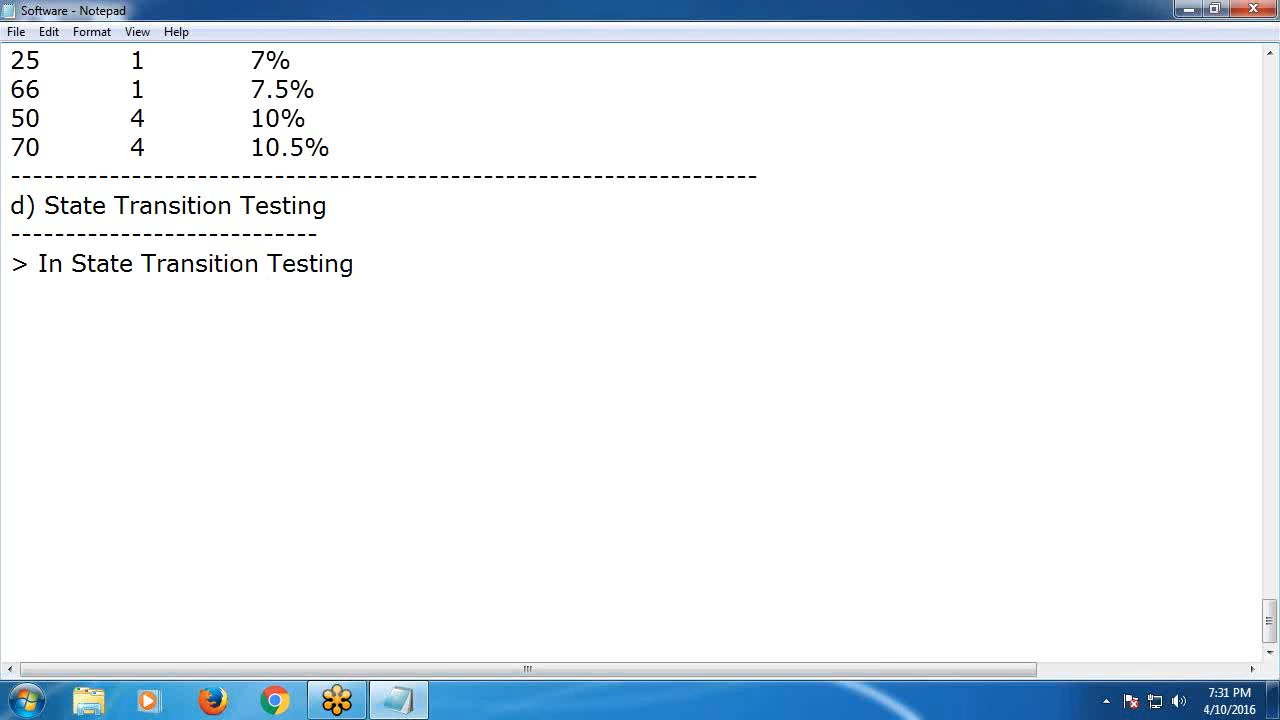 Software - Notepad
File Edit Format View Help
25 1 7%
66 1 7.5%
50 4 10%
70 4 10.5%
--------------------------------------------------------------------
d) State Transition Testing
----------------------------
> In State Transition Testing
7:31 PM
4/10/2016